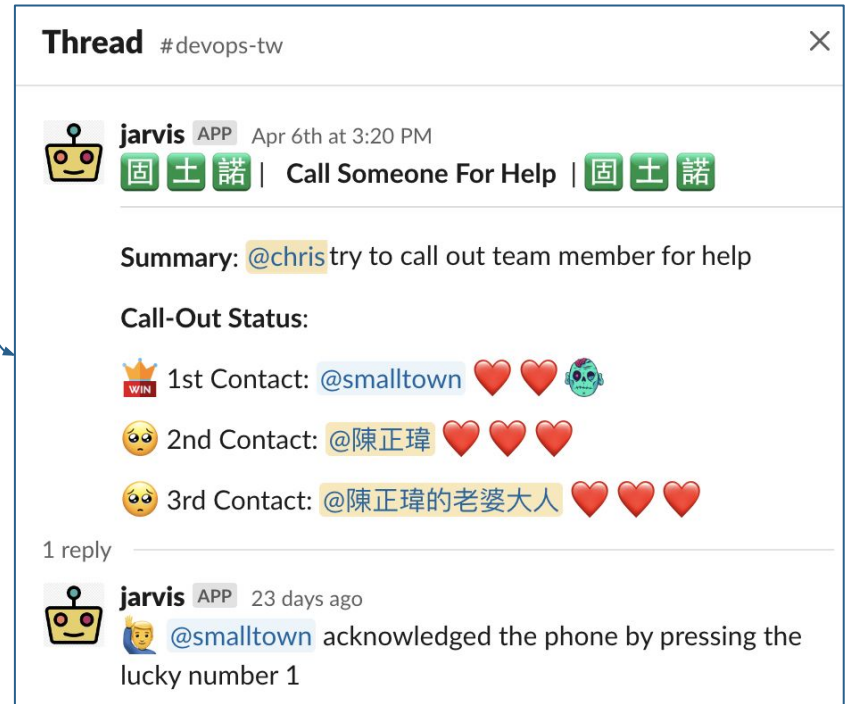 Thread #devops-tw
jarvis APP Apr 6th at 3:20 PM
固 土 諾 | Call Someone For Help | 固 土 諾
Summary: @chris try to call out team member for help
Call-Out Status:
WIN 1st Contact: @smalltown
2nd Contact: @陳正瑋
3rd Contact: @陳正瑋的老婆大人
1 reply
jarvis APP 23 days ago
@smalltown acknowledged the phone by pressing the
lucky number 1